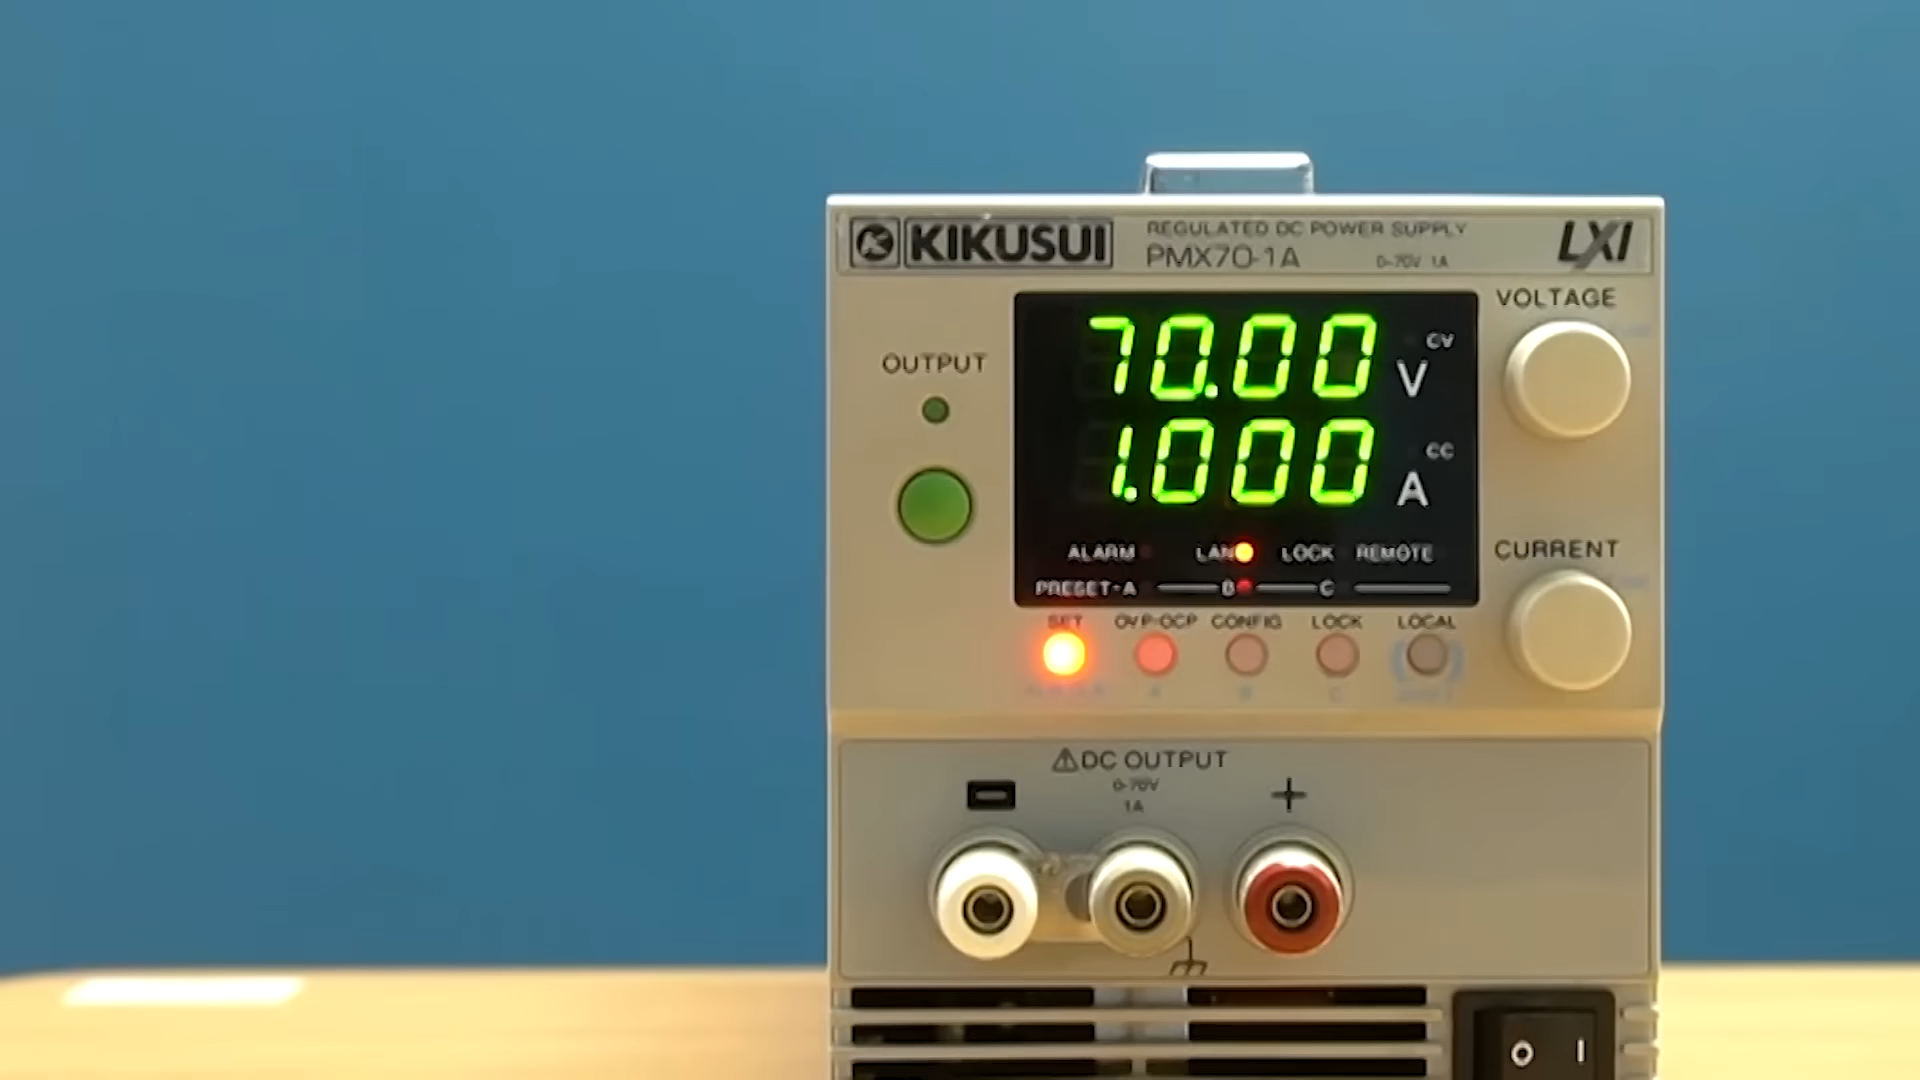 KIKUSUI
REGULATED DC POWER SUPPLY
PMX70-1A
0-70V 1A
LXI
VOLTAGE
OUTPUT
70.00
CV
V
1.000
CC
A
CURRENT
ALARM LAN LOCK REMOTE
PRESET-A B C
SET OVP·OCP CONFIG LOCK LOCAL
A B C
DC OUTPUT
0-70V
1A
- +
O I